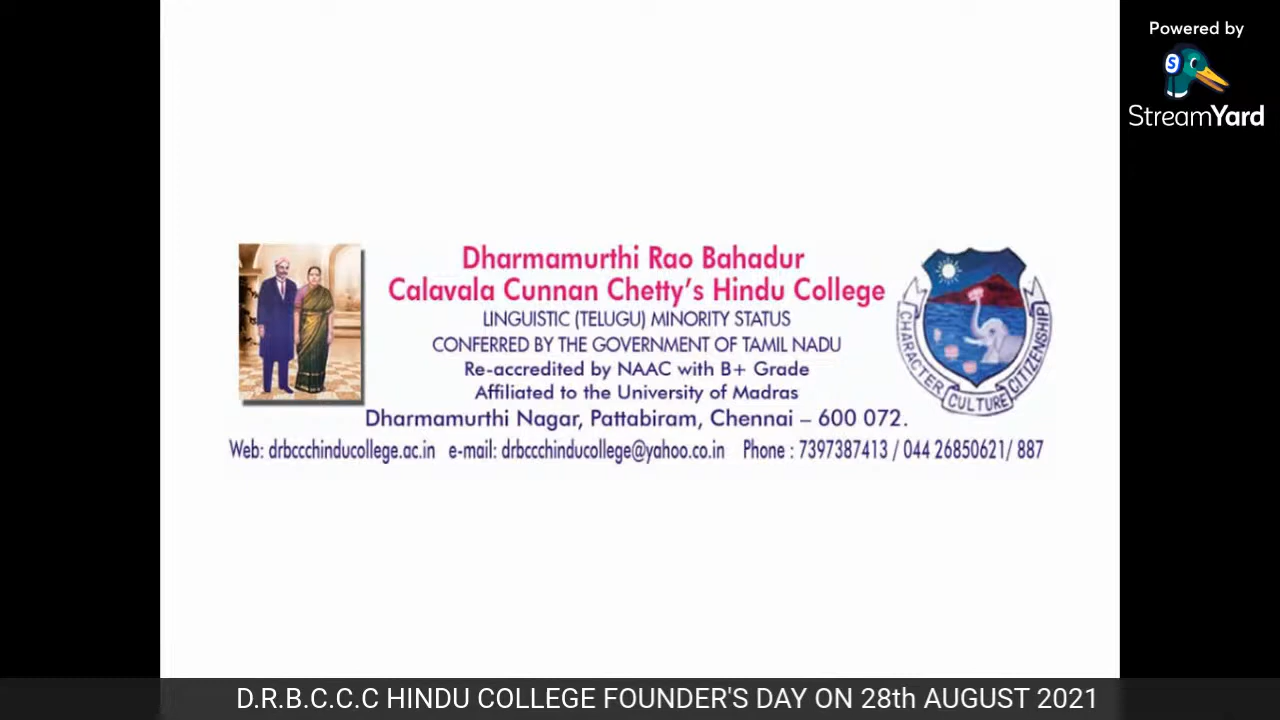 Powered by
StreamYard
Dharmamurthi Rao Bahadur
Calavala Cunnan Chetty's Hindu College
LINGUISTIC (TELUGU) MINORITY STATUS
CONFERRED BY THE GOVERNMENT OF TAMIL NADU
Re-accredited by NAAC with B+ Grade
Affiliated to the University of Madras
Dharmamurthi Nagar, Pattabiram, Chennai – 600 072.
Web: drbccchinducollege.ac.in e-mail: drbccchinducollege@yahoo.co.in Phone : 7397387413 / 044 26850621/ 887
CHARACTER CULTURE CITIZENSHIP
D.R.B.C.C.C HINDU COLLEGE FOUNDER'S DAY ON 28th AUGUST 2021